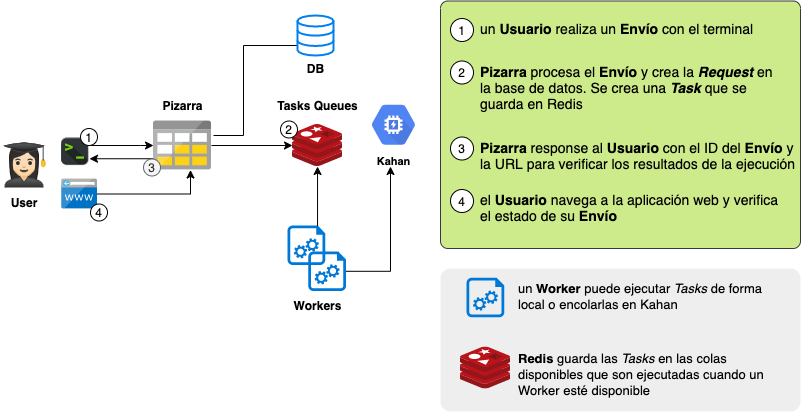 DB
Pizarra
Tasks Queues
1
2
3
Kahan
User
www
4
Workers
1 un Usuario realiza un Envío con el terminal
2 Pizarra procesa el Envío y crea la Request en
la base de datos. Se crea una Task que se
guarda en Redis
3 Pizarra response al Usuario con el ID del Envío y
la URL para verificar los resultados de la ejecución
4 el Usuario navega a la aplicación web y verifica
el estado de su Envío
un Worker puede ejecutar Tasks de forma
local o encolarlas en Kahan
Redis guarda las Tasks en las colas
disponibles que son ejecutadas cuando un
Worker esté disponible